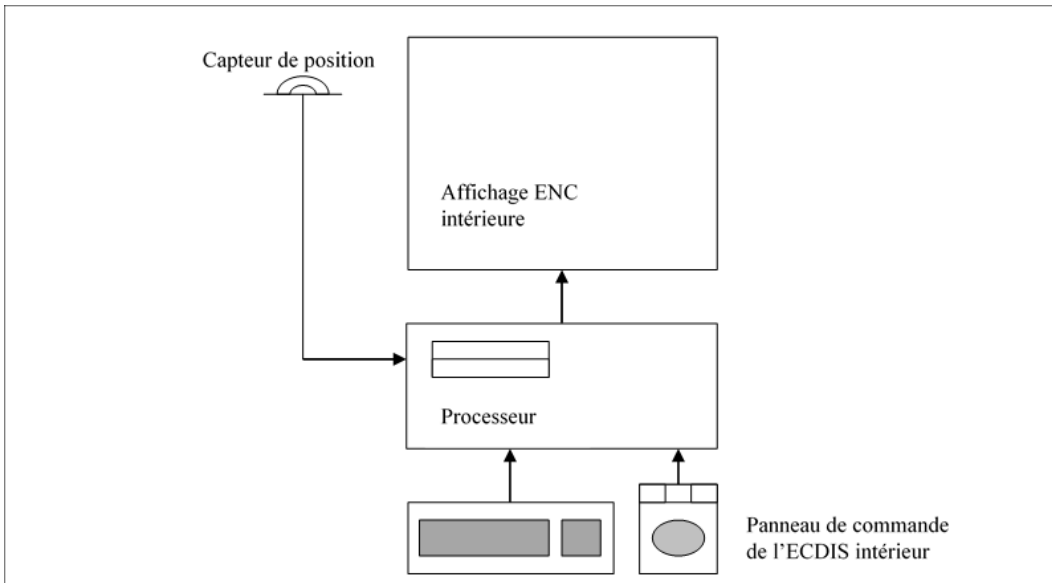 Capteur de position
Affichage ENC
intérieure
Processeur
Panneau de commande
de l'ECDIS intérieur